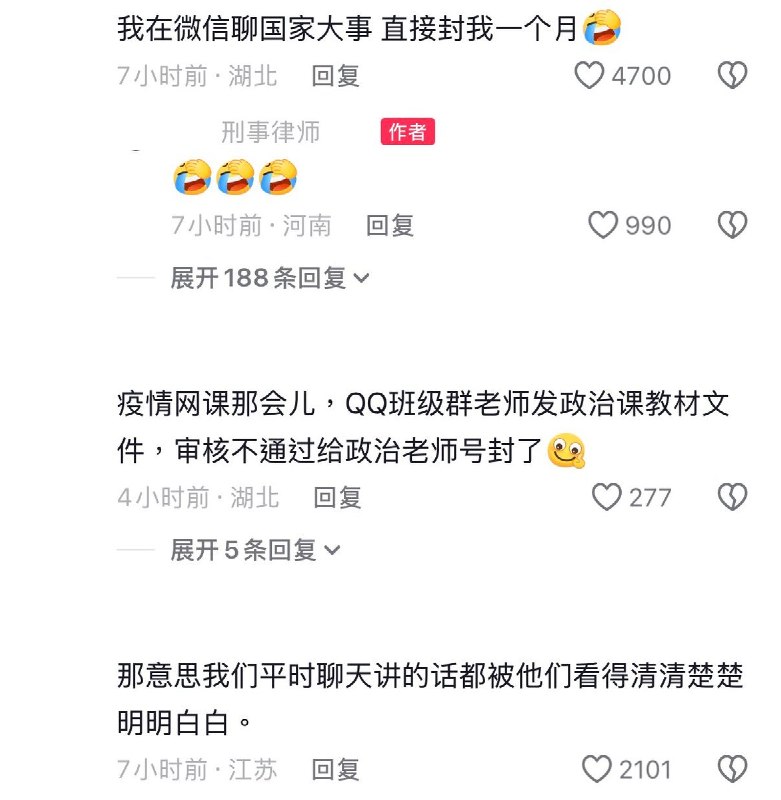 我在微信聊国家大事 直接封我一个月🤣
7小时前 · 湖北 回复 4700
刑事律师 作者
🤣🤣🤣
7小时前 · 河南 回复 990
展开188条回复
疫情网课那会儿，QQ班级群老师发政治课教材文
件，审核不通过给政治老师号封了
4小时前 · 湖北 回复 277
展开5条回复
那意思我们平时聊天讲的话都被他们看得清清楚楚
明明白白。
7小时前 · 江苏 回复 2101